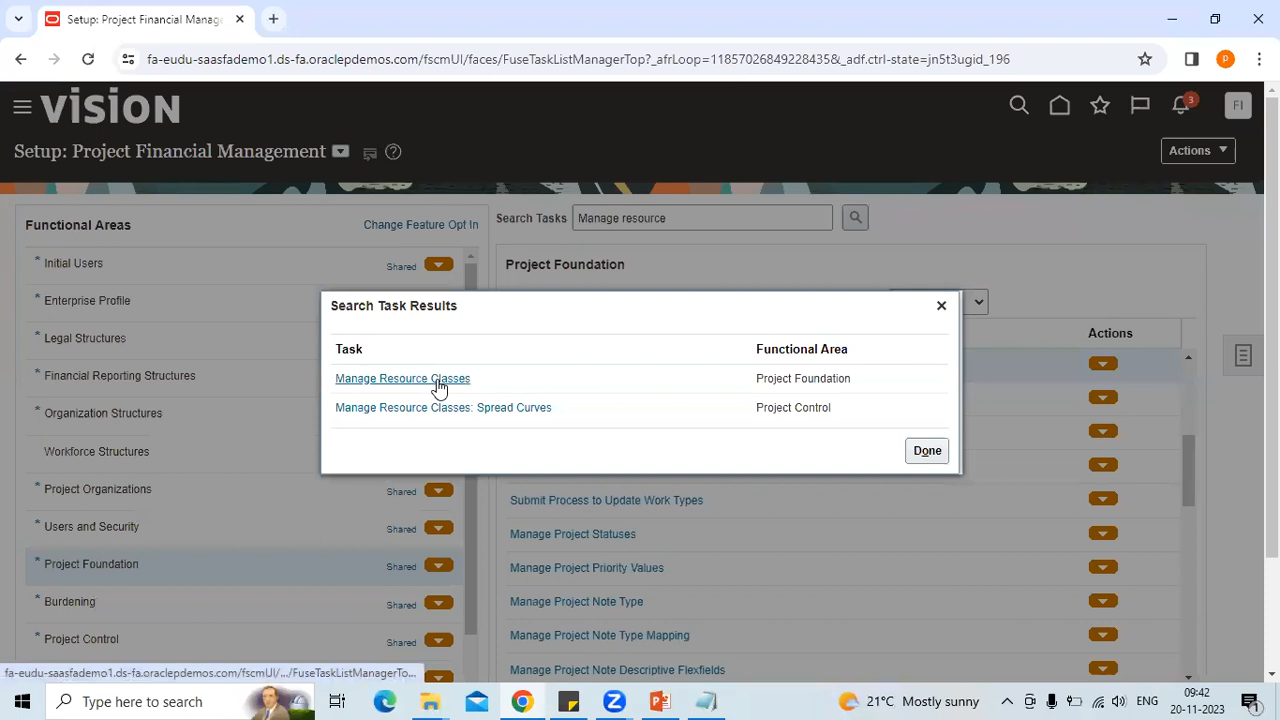 Setup: Project Financial Manag
fa-eudu-saasfademo1.ds-fa.oraclepdemos.com/fscmUI/faces/FuseTaskListManagerTop?_afrLoop=11857026849228435&_adf.ctrl-state=jn5t3ugid_196
P
VISION
3
FI
Setup: Project Financial Management
?
Actions
Functional Areas
Change Feature Opt In
Search Tasks
Manage resource
* Initial Users
Shared
* Enterprise Profile
* Legal Structures
* Financial Reporting Structures
* Organization Structures
Workforce Structures
* Project Organizations
Shared
* Users and Security
Shared
* Project Foundation
Shared
* Burdening
Shared
* Project Control
Shared
Project Foundation
Actions
Search Task Results
Task
Functional Area
Manage Resource Classes
Project Foundation
Manage Resource Classes: Spread Curves
Project Control
Done
Submit Process to Update Work Types
Manage Project Statuses
Manage Project Priority Values
Manage Project Note Type
Manage Project Note Type Mapping
Manage Project Note Descriptive Flexfields
fa-eudu-saasfademo1.ds-fa.oraclepdemos.com/fscmUI/.../FuseTaskListManagerTo...
Type here to search
21°C Mostly sunny
ENG
09:42
20-11-2023
1